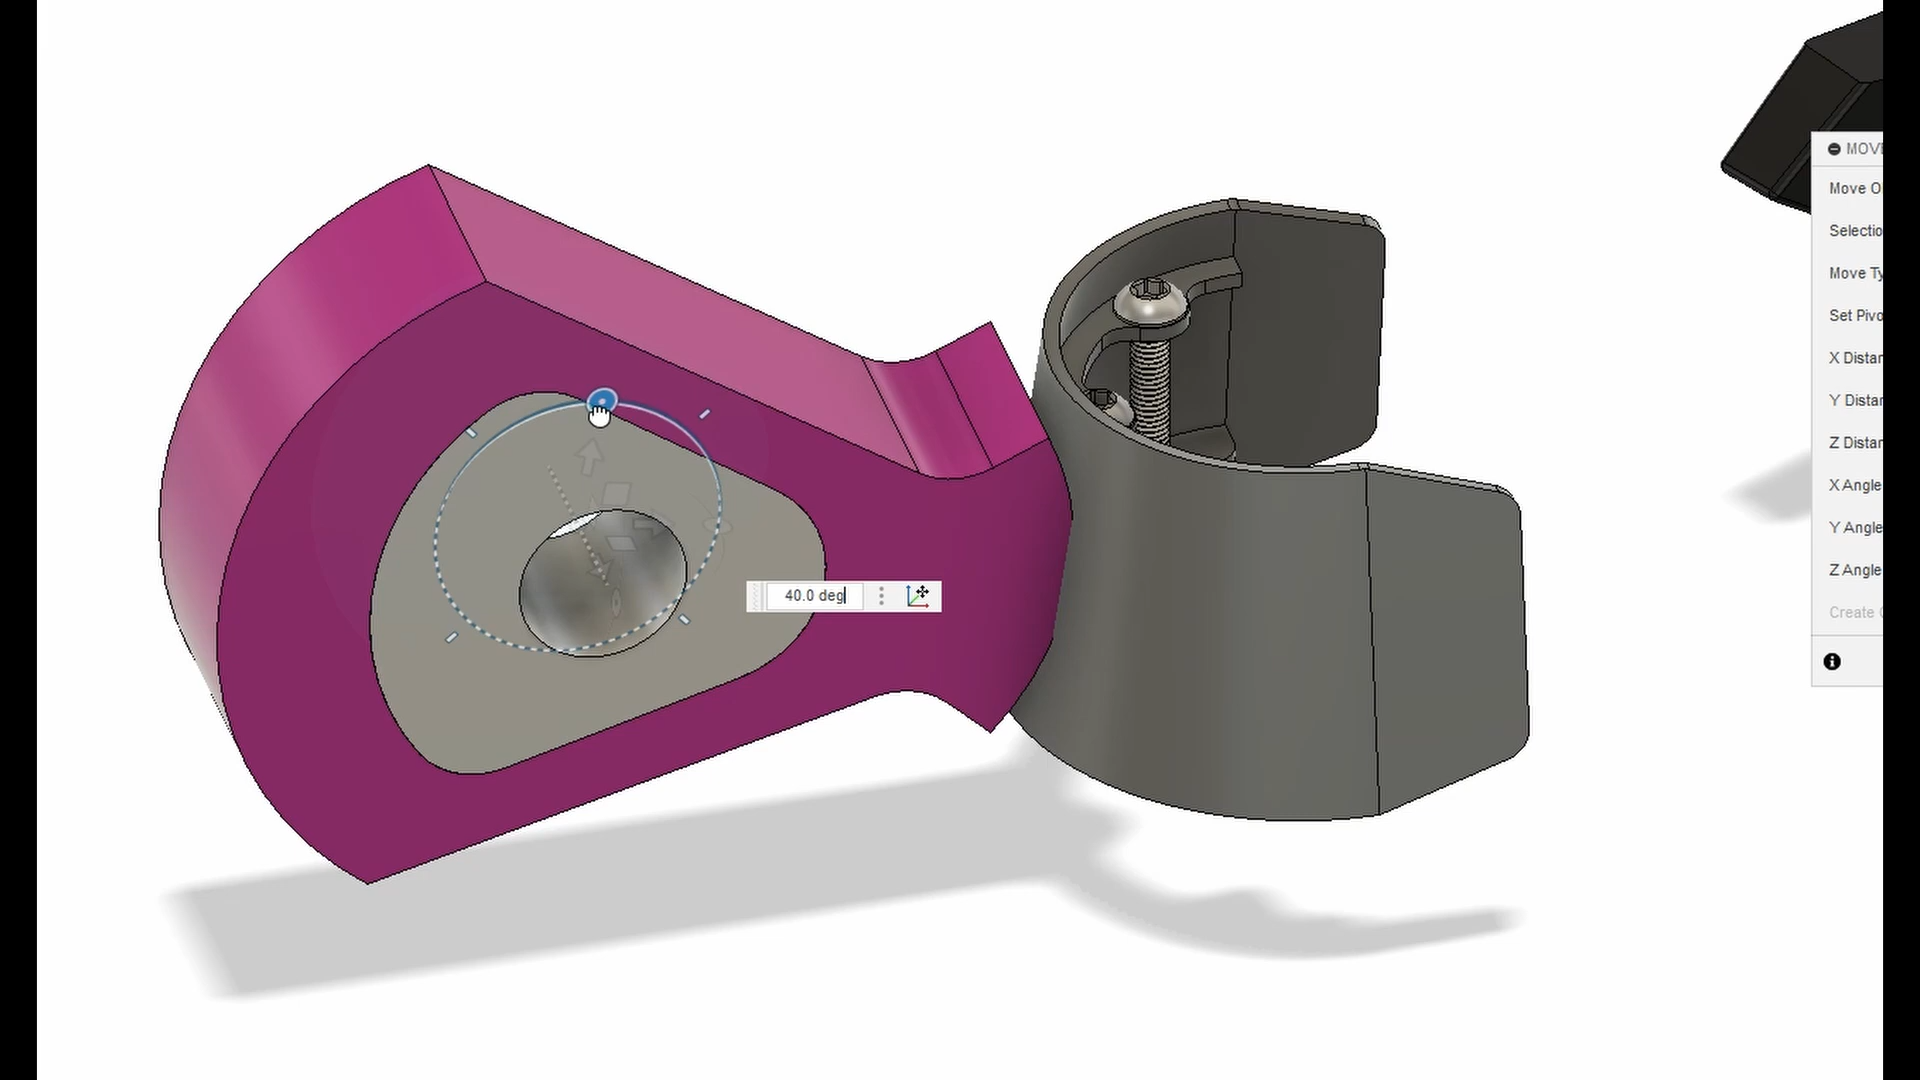 MOVE
Move O
Selectio
Move Ty
Set Pivo
X Distan
Y Distan
Z Distan
X Angle
Y Angle
Z Angle
Create
40.0 deg